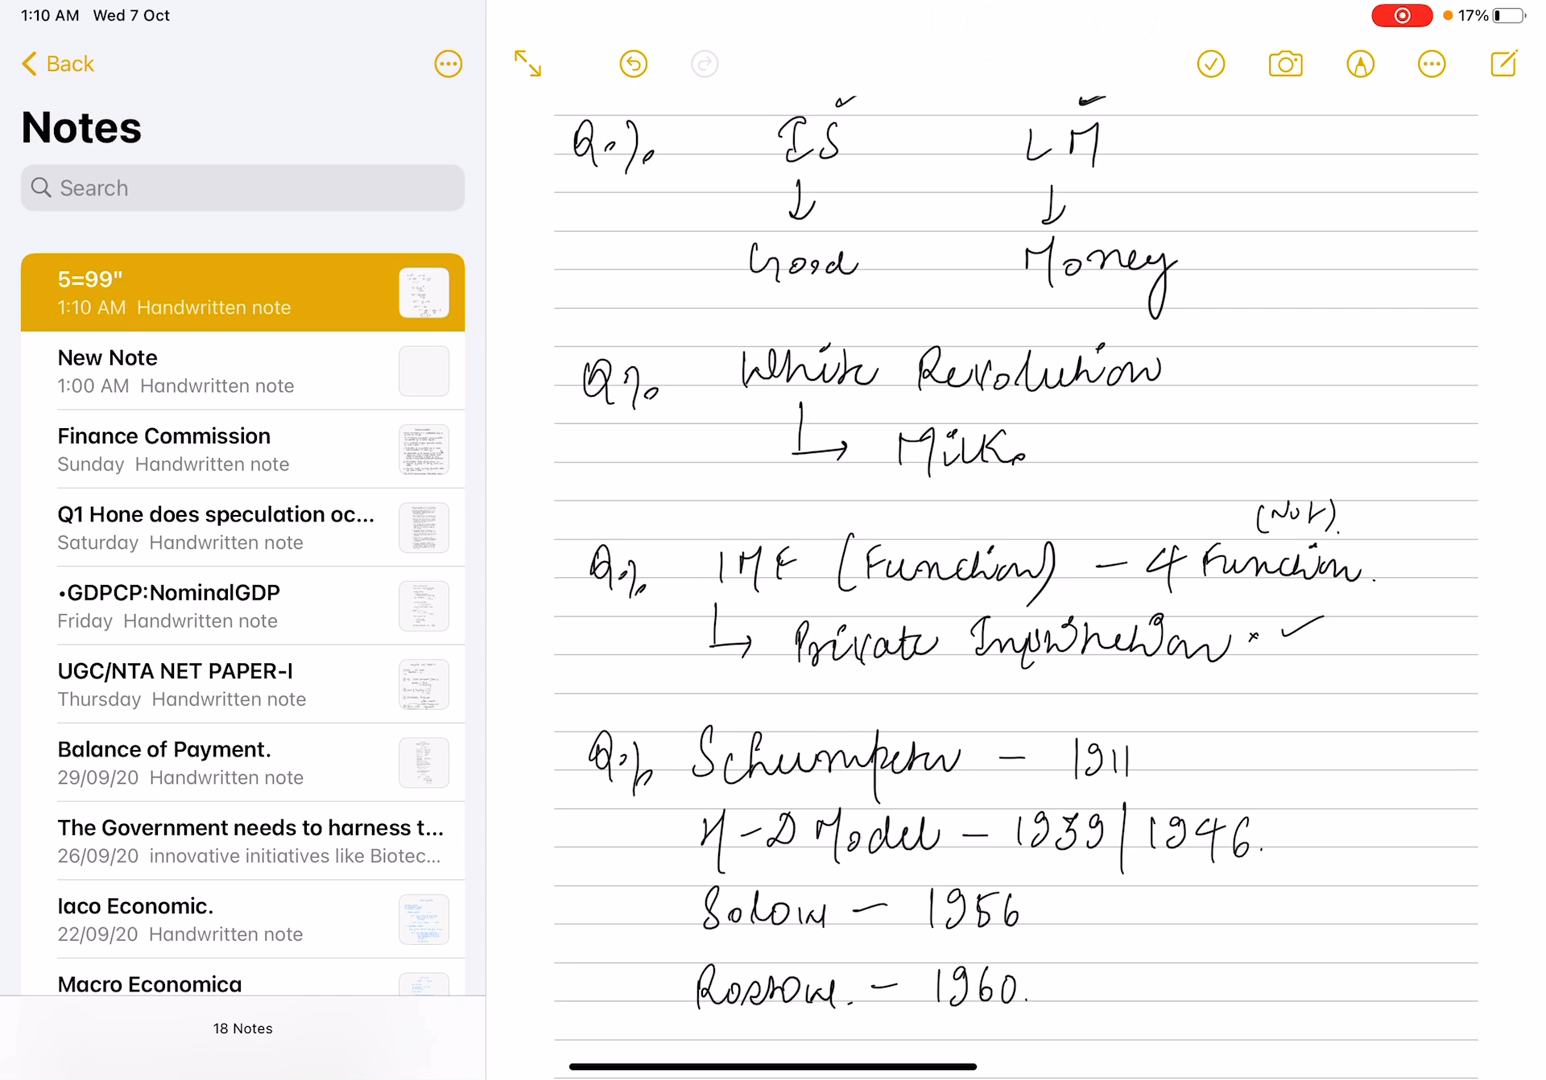 1:10 AM Wed 7 Oct
17%
Back
Notes
Search
5=99"
1:10 AM Handwritten note
New Note
1:00 AM Handwritten note
Finance Commission
Sunday Handwritten note
Q1 Hone does speculation oc...
Saturday Handwritten note
•GDPCP:NominalGDP
Friday Handwritten note
UGC/NTA NET PAPER-I
Thursday Handwritten note
Balance of Payment.
29/09/20 Handwritten note
The Government needs to harness t...
26/09/20 innovative initiatives like Biotec...
Iaco Economic.
22/09/20 Handwritten note
Macro Economica
18 Notes
IS LM
Good Money
White Revolution
Milk.
(Not).
IMF (Function) - 4 Function.
Private
Schumpeter - 1911
H-D Model - 1939/1946.
Solow - 1956
Rostow. - 1960.